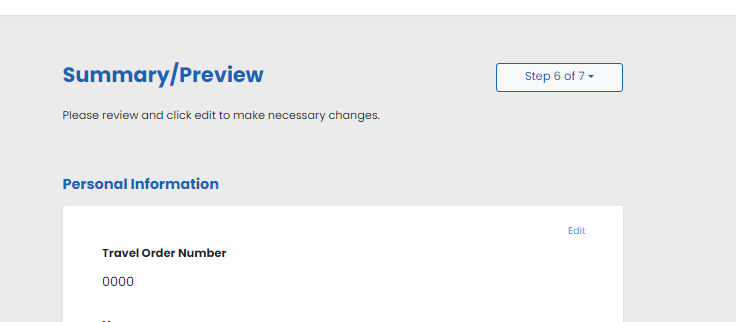 Summary/Preview
Step 6 of 7
Please review and click edit to make necessary changes.
Personal Information
Edit
Travel Order Number
0000